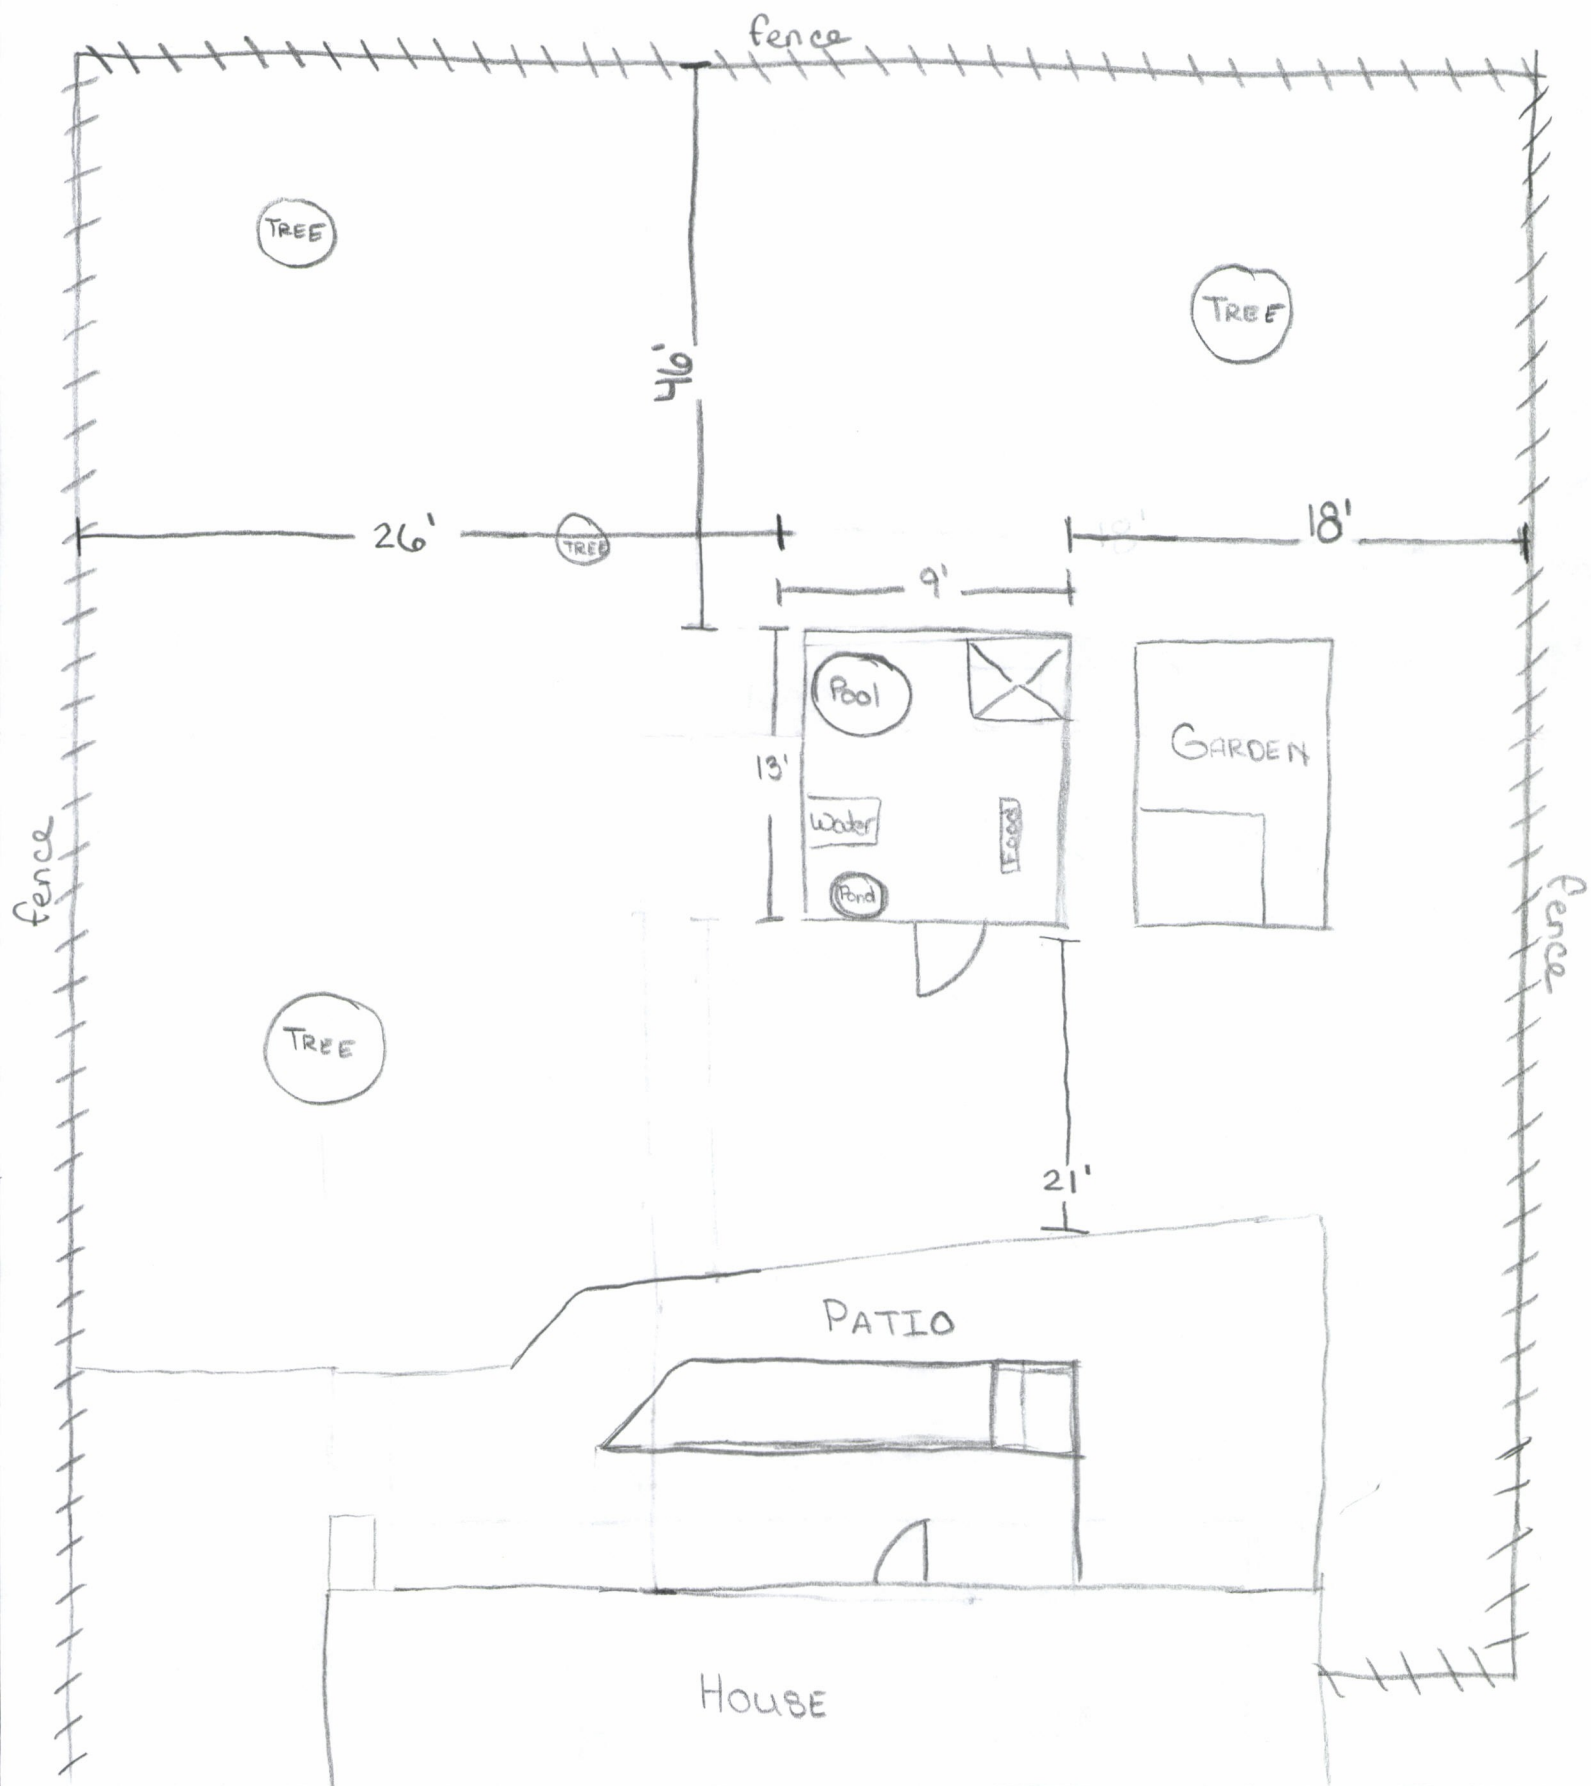 fence
TREE
TREE
46'
26'
TREE
18'
18'
9'
Pool
GARDEN
13'
Water
Food
fence
Pond
fence
TREE
21'
PATIO
HOUSE